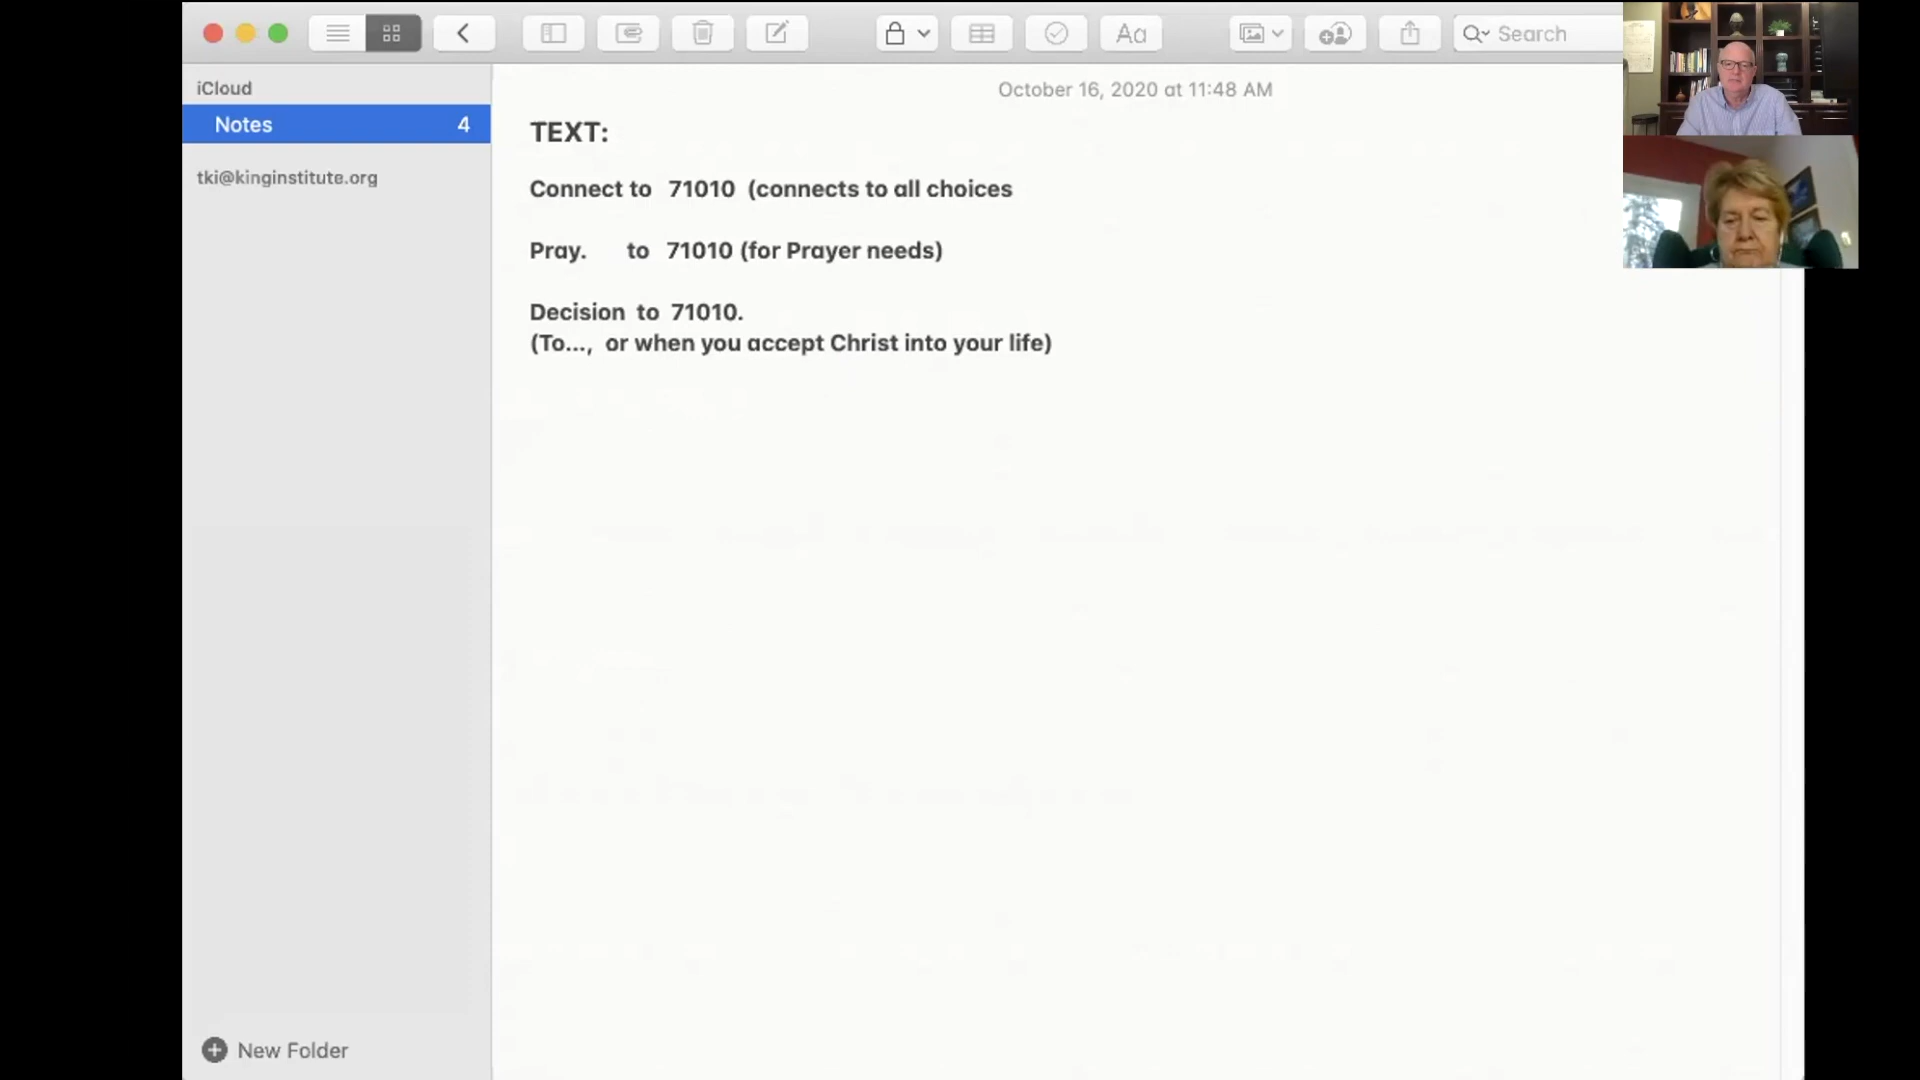 Search
iCloud
Notes 4
tki@kinginstitute.org
New Folder
October 16, 2020 at 11:48 AM
TEXT:
Connect to 71010 (connects to all choices
Pray. to 71010 (for Prayer needs)
Decision to 71010.
(To..., or when you accept Christ into your life)